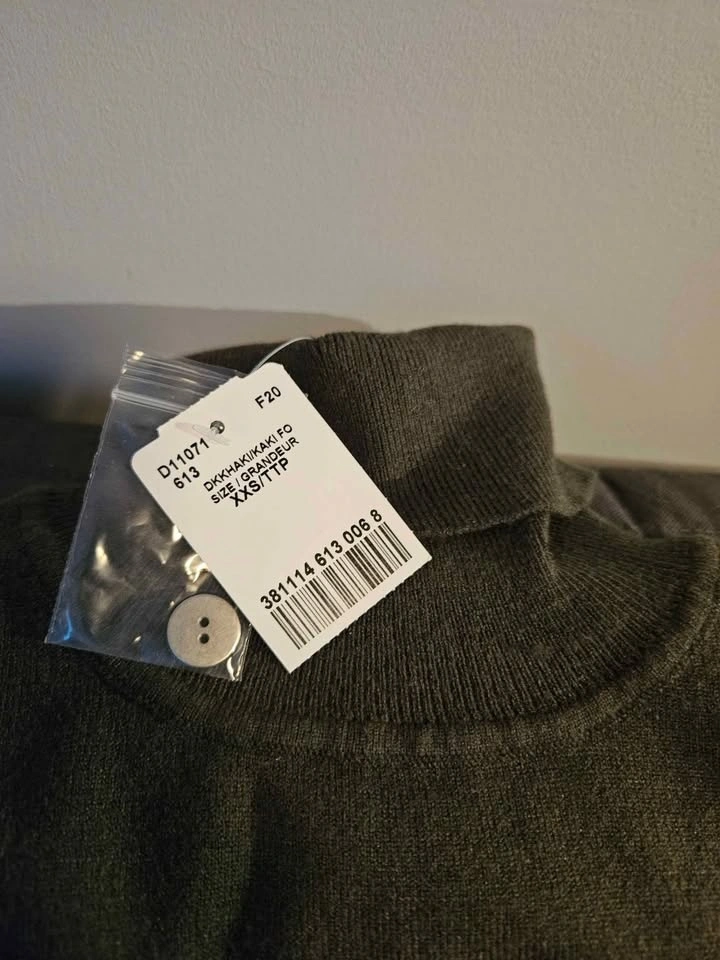 F20
D11071
613
DKKHAKI/KAKI FO
SIZE / GRANDEUR
XXS/TTP
381114 613 006 8